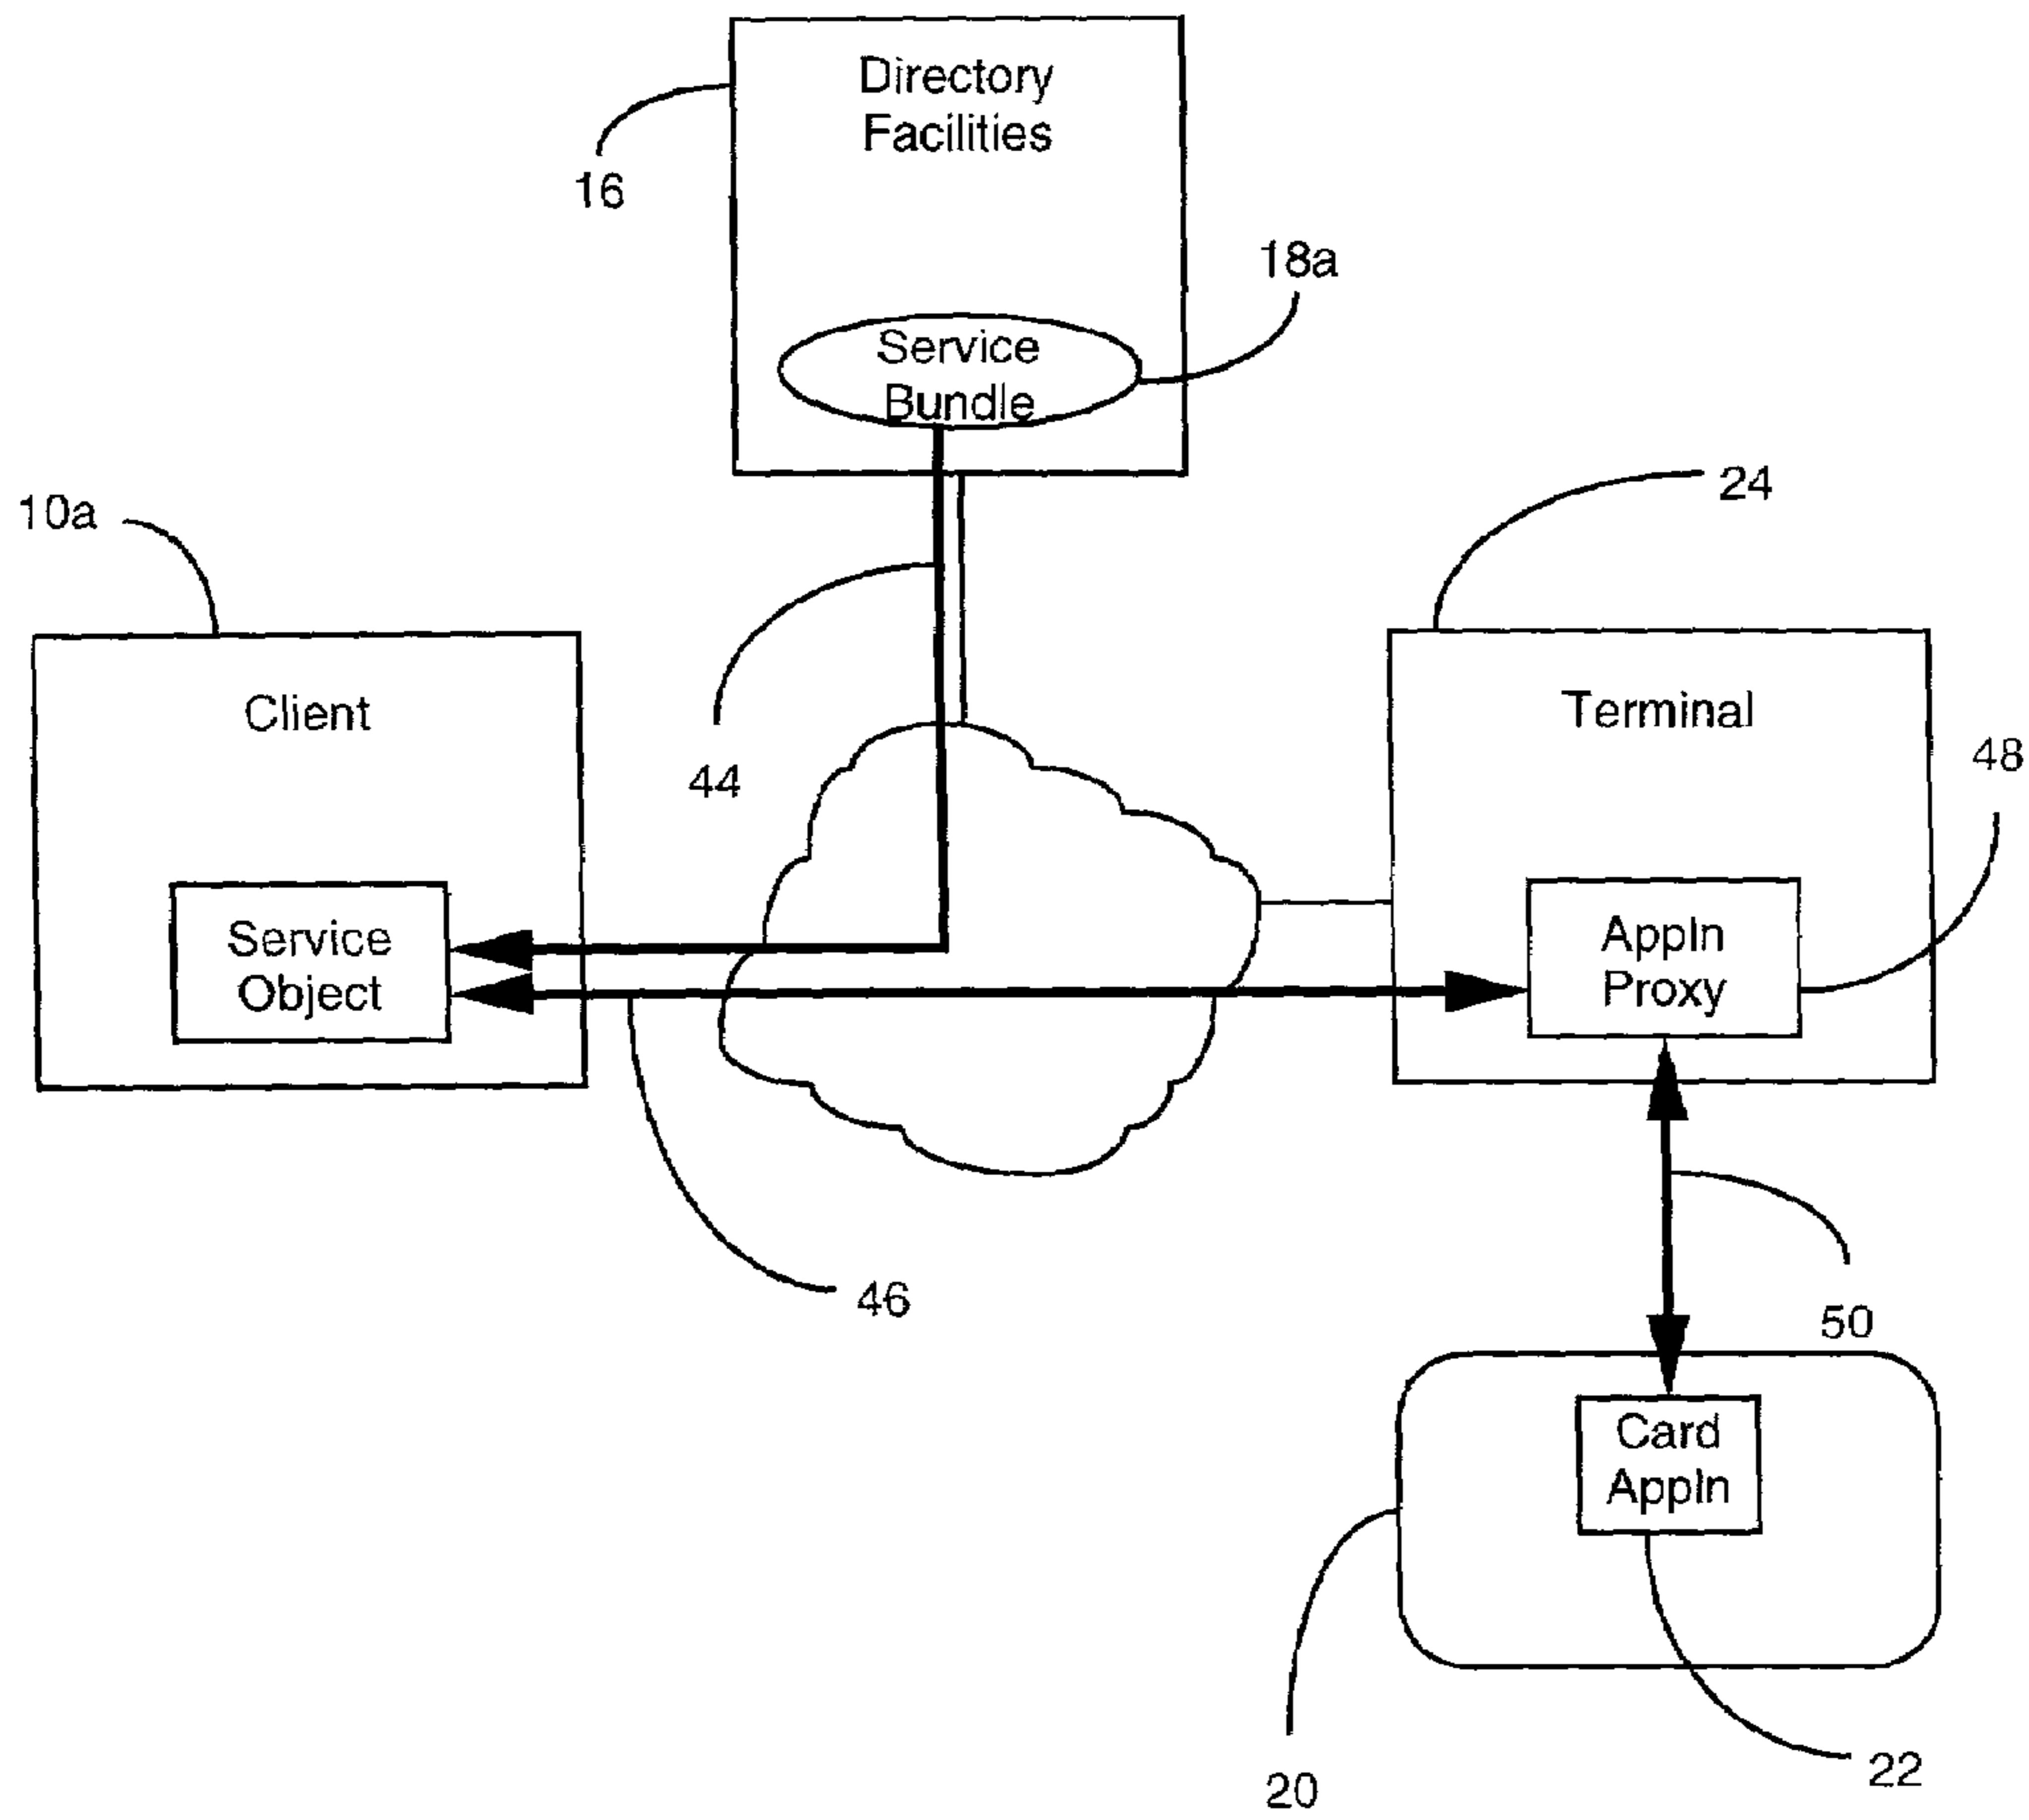 Directory
Facilities
16
18a
Service
Bundle
10a
24
Client
Terminal
48
44
Service
Object
Appln
Proxy
46
50
Card
Appln
20
22